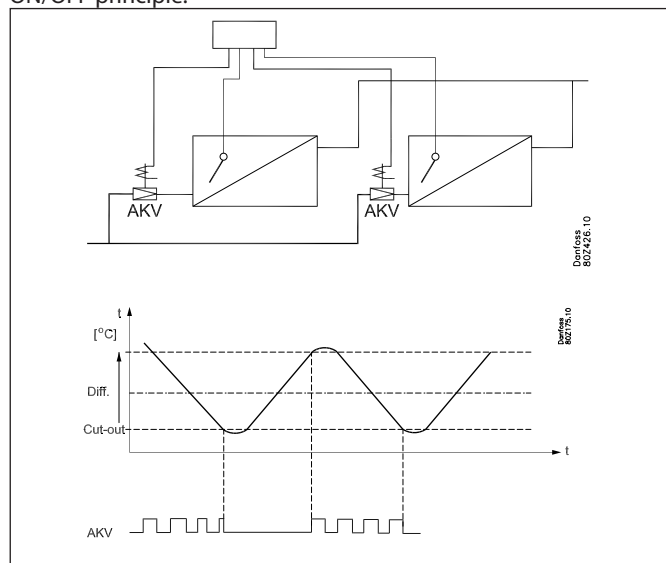 ON/OFF principle.
AKV
AKV
Danfoss
80Z426.10
Danfoss
80Z175.10
t
[°C]
Diff.
Cut-out
t
AKV